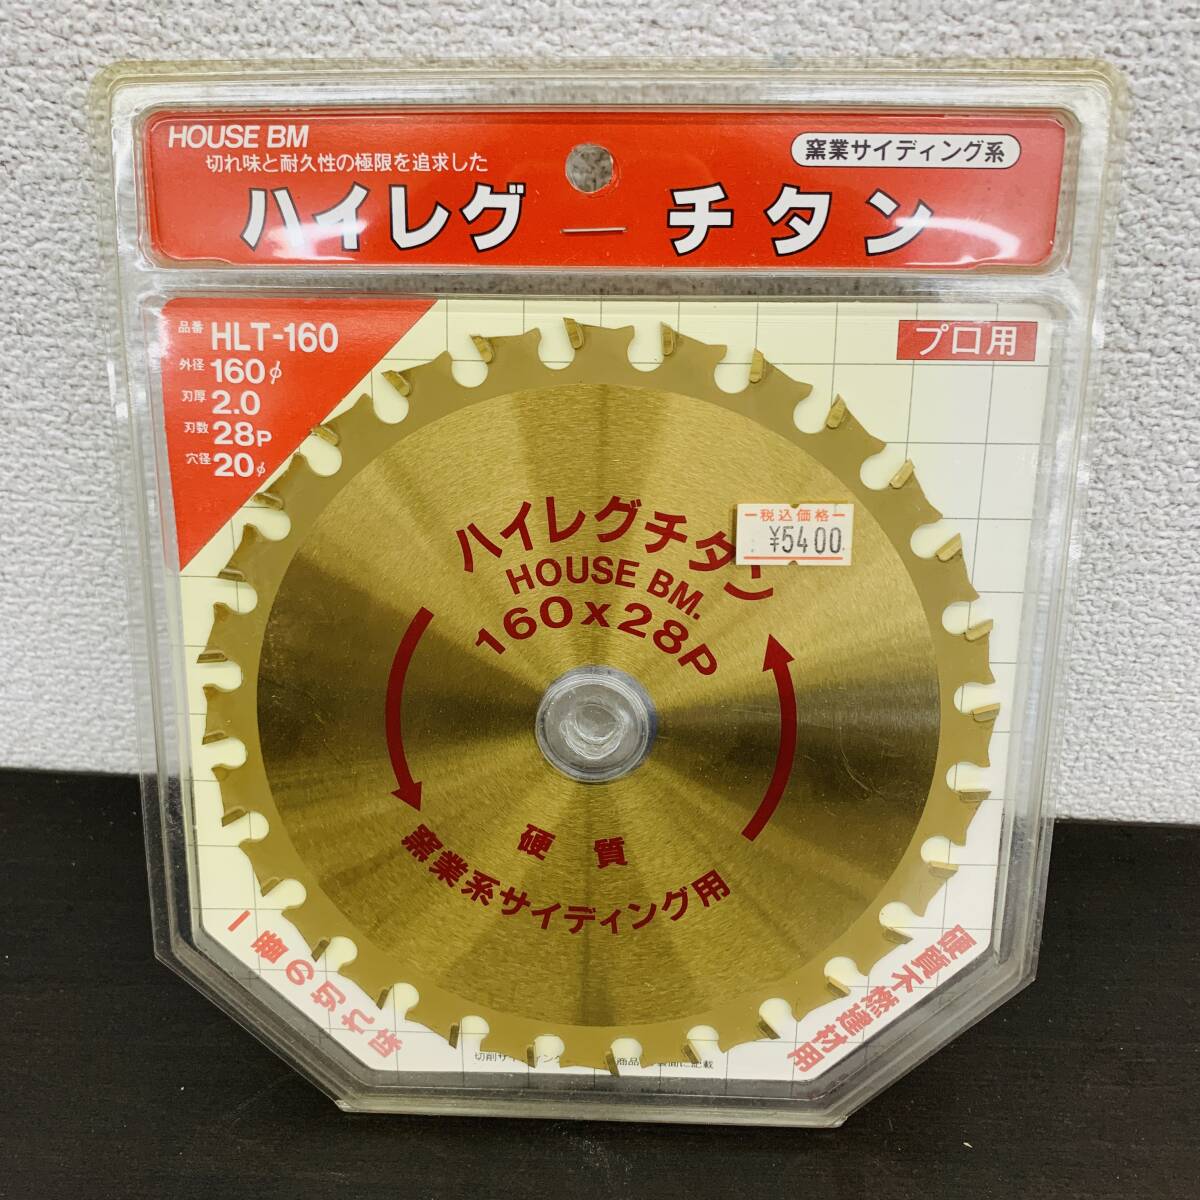 HOUSE BM
切れ味と耐久性の極限を追求した
窯業サイディング系
ハイレグ チタン
品番 HLT-160
外径 160φ
刃厚 2.0
刃数 28P
穴径 20φ
プロ用
ー税込価格ー
¥5400
ハイレグチタン
HOUSE BM.
160x28P
硬質
窯業系サイディング用
一番の切れ味
硬質不燃建材用